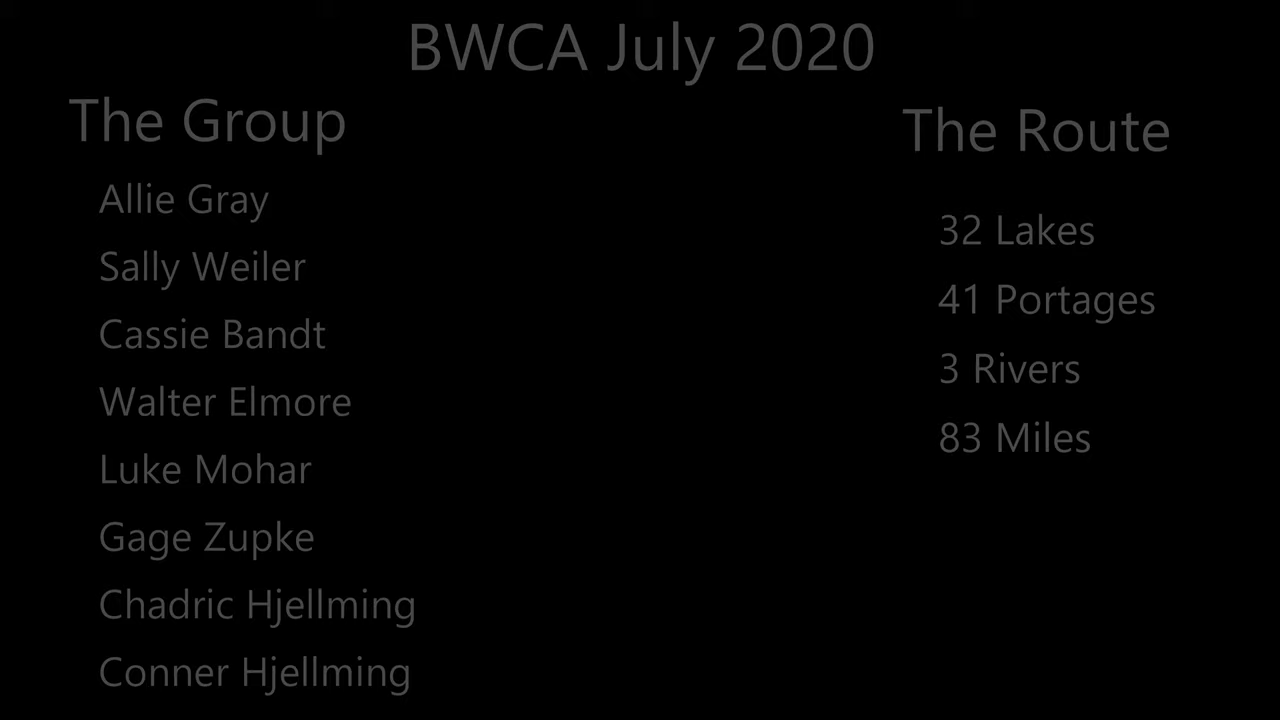 BWCA July 2020
The Group
Allie Gray
Sally Weiler
Cassie Bandt
Walter Elmore
Luke Mohar
Gage Zupke
Chadric Hjellming
Conner Hjellming
The Route
32 Lakes
41 Portages
3 Rivers
83 Miles